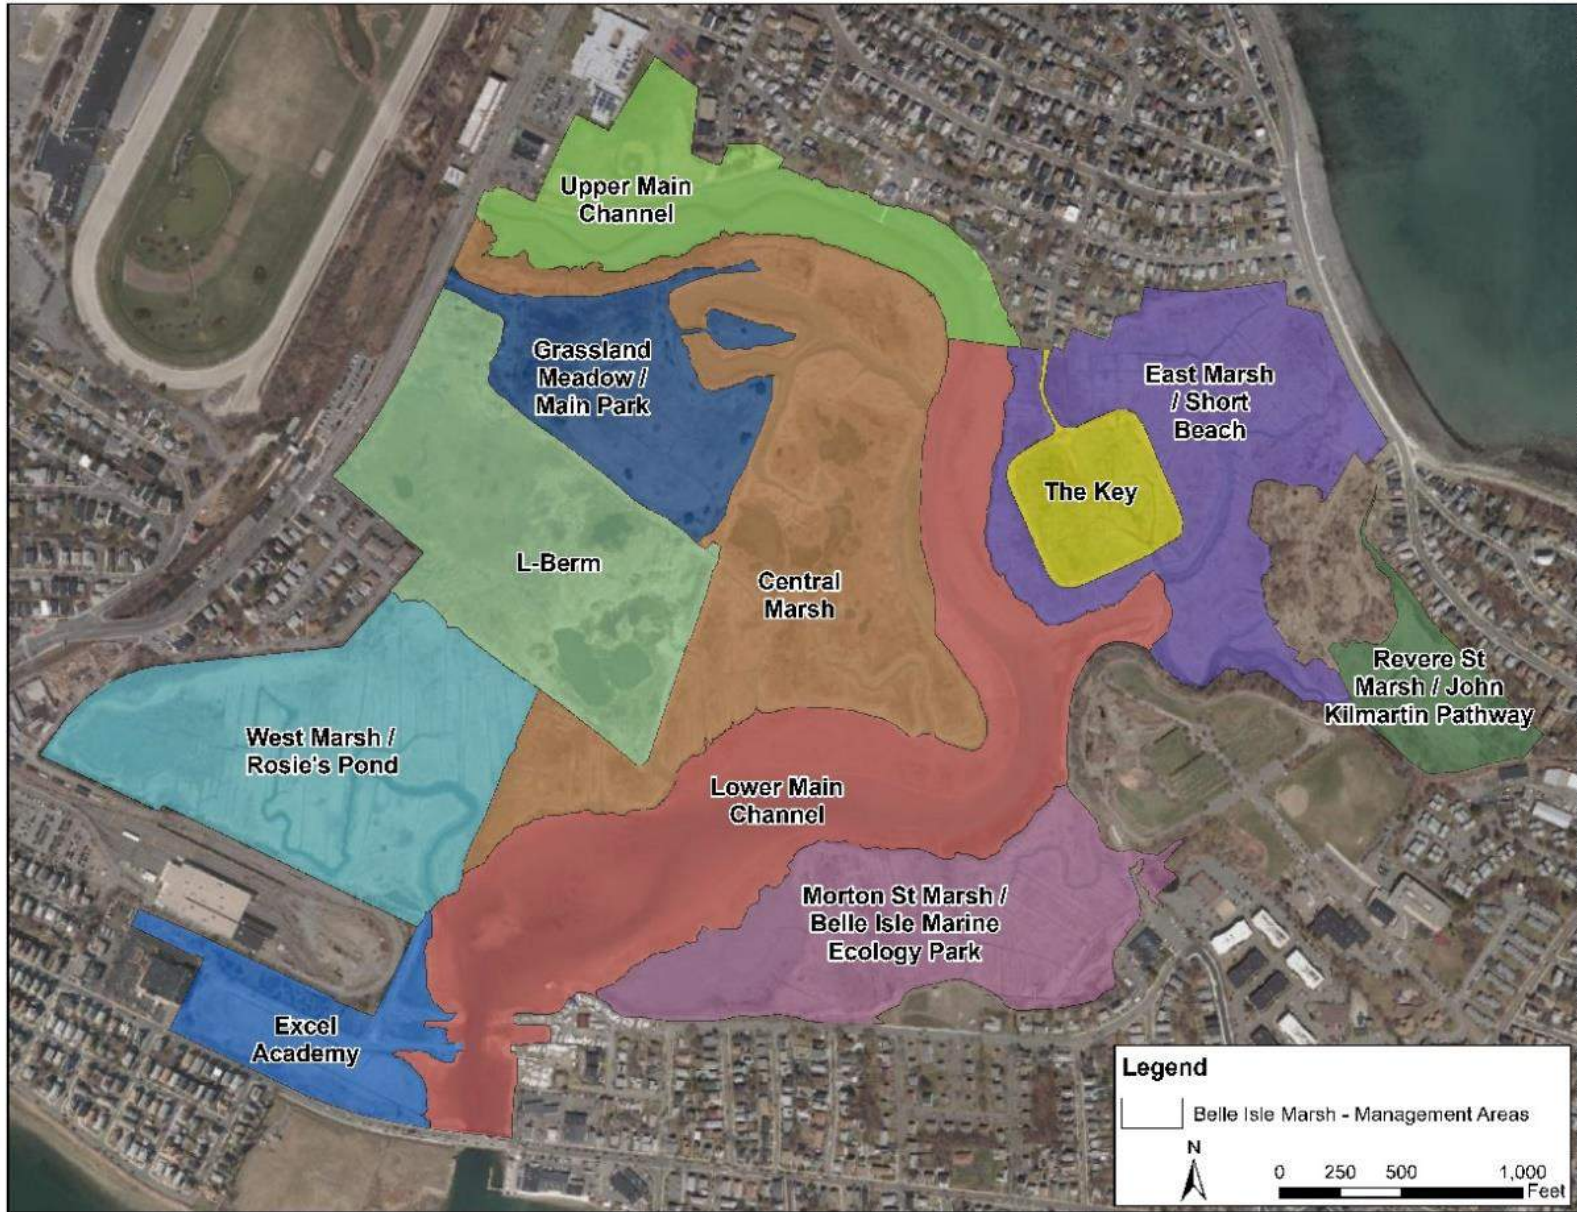 Upper Main
Channel
Grassland
Meadow /
Main Park
East Marsh
/ Short
Beach
The Key
L-Berm
Central
Marsh
Revere St
Marsh / John
Kilmartin Pathway
West Marsh /
Rosie's Pond
Lower Main
Channel
Morton St Marsh /
Belle Isle Marine
Ecology Park
Excel
Academy
Legend
Belle Isle Marsh - Management Areas
N
0 250 500 1,000
Feet